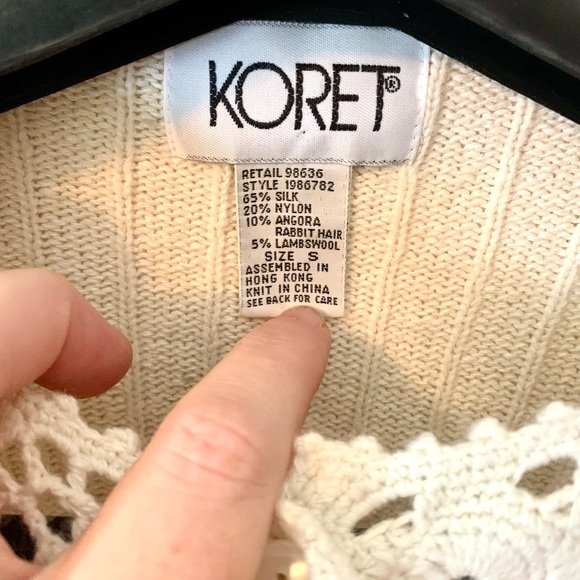 KORET®
RETAIL 98636
STYLE 1986782
65% SILK
20% NYLON
10% ANGORA
RABBIT HAIR
5% LAMBSWOOL
SIZE S
ASSEMBLED IN
HONG KONG
KNIT IN CHINA
SEE BACK FOR CARE